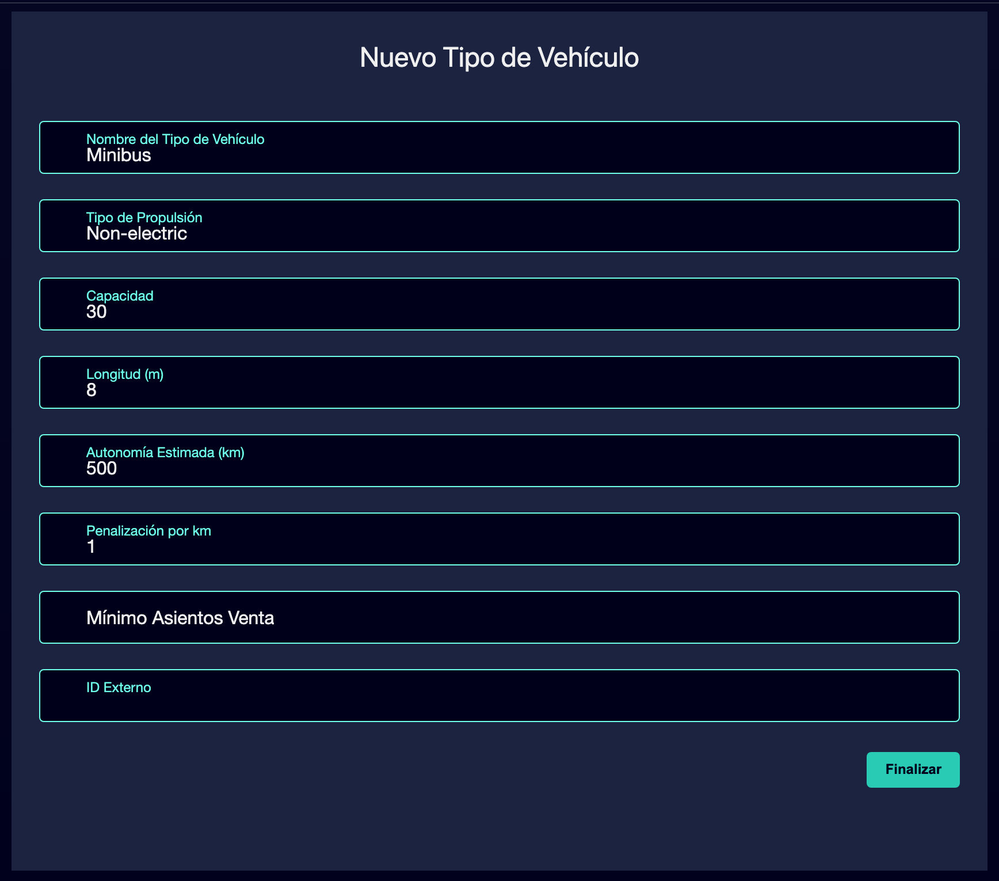 Nuevo Tipo de Vehículo
Nombre del Tipo de Vehículo
Minibus
Tipo de Propulsión
Non-electric
Capacidad
30
Longitud (m)
8
Autonomía Estimada (km)
500
Penalización por km
1
Mínimo Asientos Venta
ID Externo
Finalizar